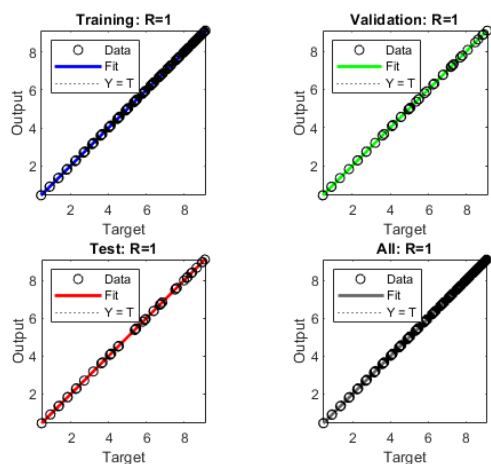 Training: R=1
Data
Fit
Y = T
Output
8
6
4
2
2 4 6 8
Target
Validation: R=1
Data
Fit
Y = T
Output
8
6
4
2
2 4 6 8
Target
Test: R=1
Data
Fit
Y = T
Output
8
6
4
2
2 4 6 8
Target
All: R=1
Data
Fit
Y = T
Output
8
6
4
2
2 4 6 8
Target